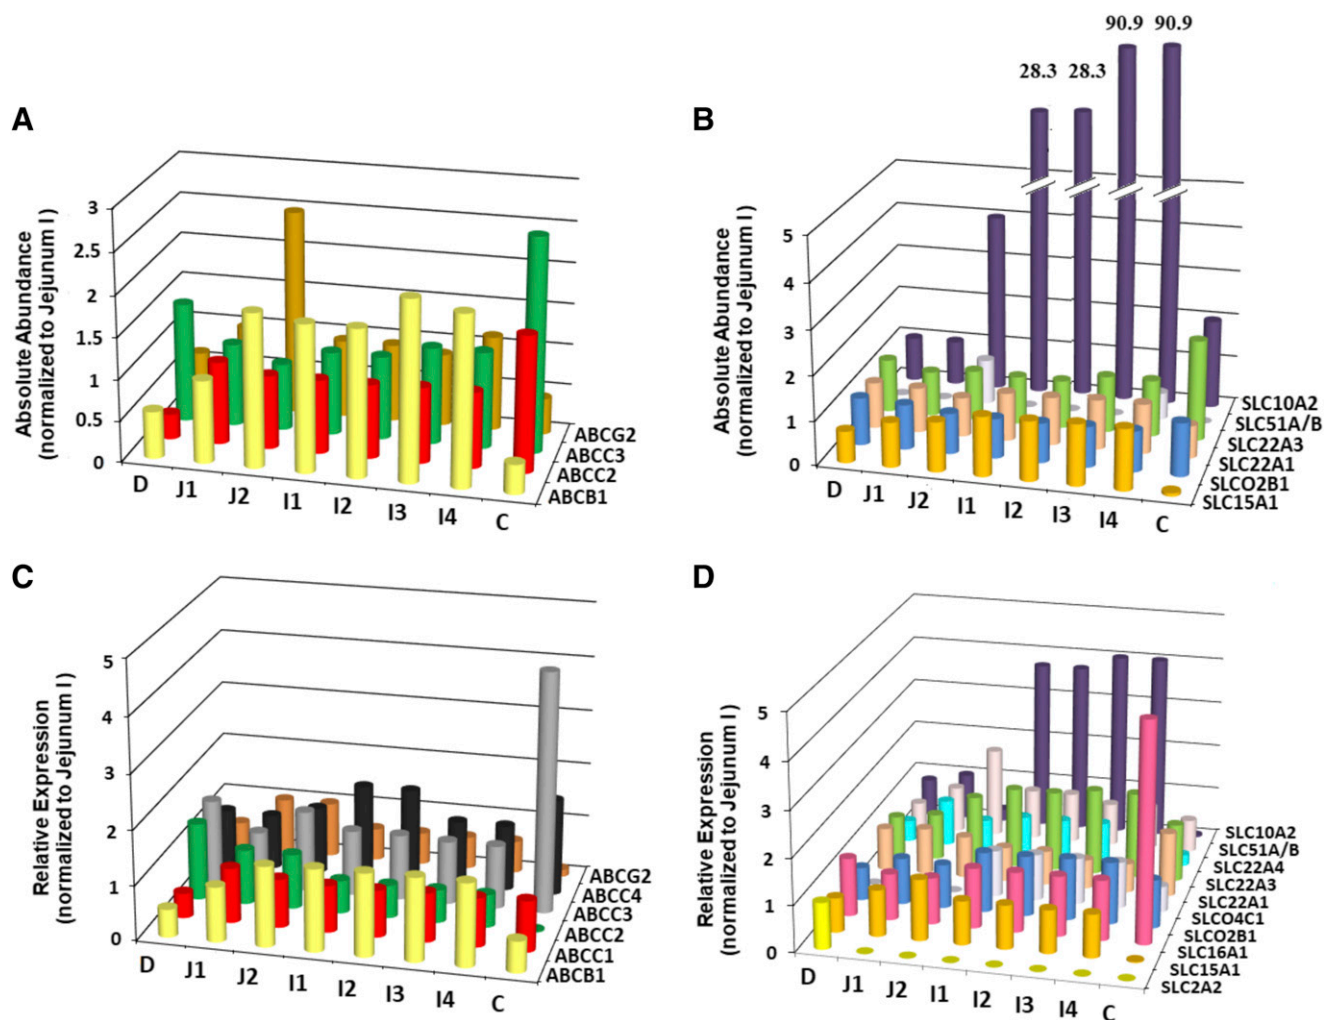 A
Absolute Abundance
(normalized to Jejunum I )
3
2.5
2
1.5
1
0.5
0
D J1 J2 I1 I2 I3 I4 C
ABCG2
ABCC3
ABCC2
ABCB1
B
90.9 90.9
28.3 28.3
Absolute Abundance
(normalized to Jejunum I )
5
4
3
2
1
0
D J1 J2 I1 I2 I3 I4 C
SLC10A2
SLC51A/B
SLC22A3
SLC22A1
SLCO2B1
SLC15A1
C
Relative Expression
(normalized to Jejunum I )
5
4
3
2
1
0
D J1 J2 I1 I2 I3 I4 C
ABCG2
ABCC4
ABCC3
ABCC2
ABCC1
ABCB1
D
Relative Expression
(normalized to Jejunum I )
5
4
3
2
1
0
D J1 J2 I1 I2 I3 I4 C
SLC10A2
SLC51A/B
SLC22A4
SLC22A3
SLC22A1
SLCO4C1
SLCO2B1
SLC16A1
SLC15A1
SLC2A2